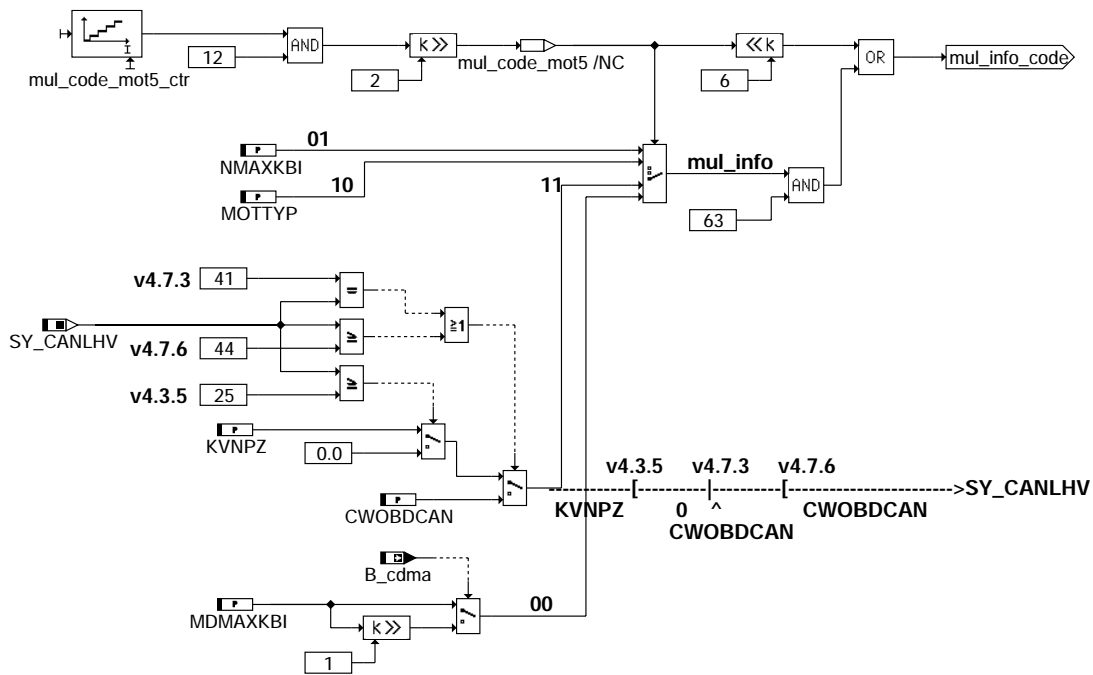 AND
12
k>>
2
mul_code_mot5_ctr
mul_code_mot5 /NC
<<k
6
OR
mul_info_code
P
NMAXKBI
01
P
MOTTYP
10
11
mul_info
AND
63
v4.7.3
41
=
SY_CANLHV
v4.7.6
44
≥
≥1
v4.3.5
25
≥
P
KVNPZ
0.0
P
CWOBDCAN
v4.3.5 v4.7.3 v4.7.6
[ | [ >SY_CANLHV
KVNPZ 0 ^ CWOBDCAN
CWOBDCAN
B_cdma
P
MDMAXKBI
00
k>>
1